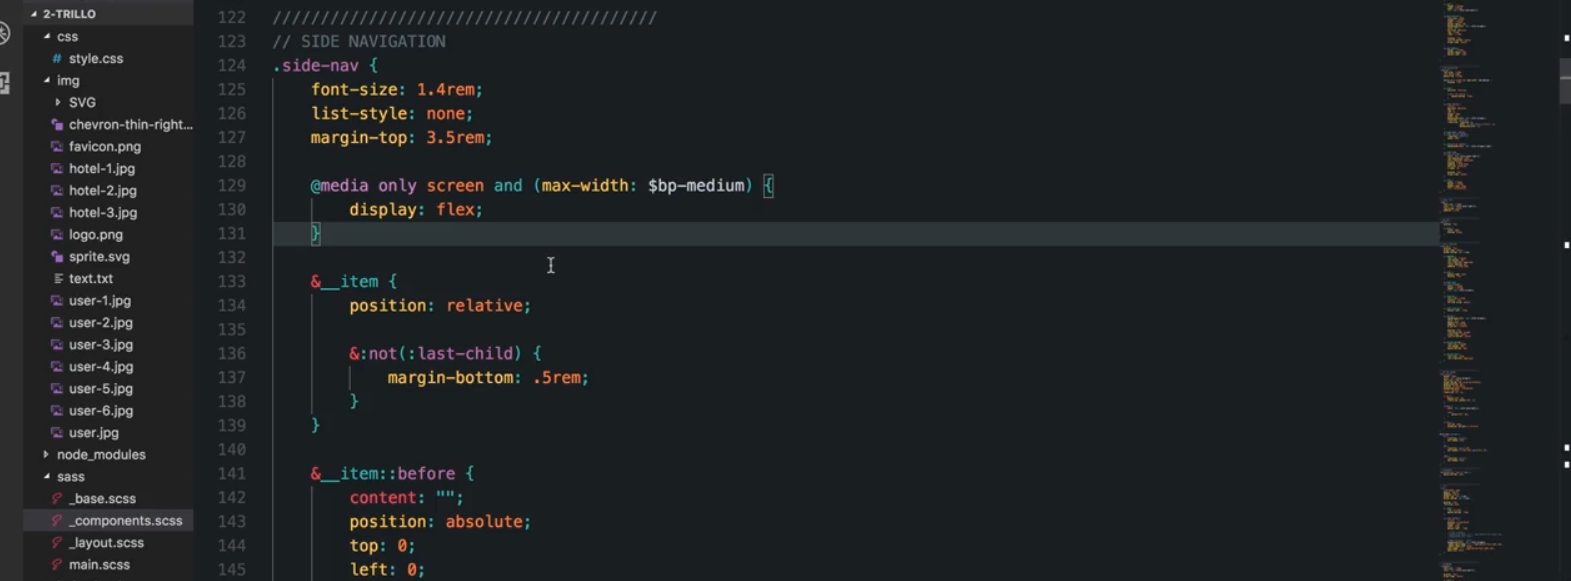 2-TRILLO
css
# style.css
img
SVG
chevron-thin-right...
favicon.png
hotel-1.jpg
hotel-2.jpg
hotel-3.jpg
logo.png
sprite.svg
text.txt
user-1.jpg
user-2.jpg
user-3.jpg
user-4.jpg
user-5.jpg
user-6.jpg
user.jpg
node_modules
sass
_base.scss
_components.scss
_layout.scss
main.scss
122 ////////////////////////////////////////
123 // SIDE NAVIGATION
124 .side-nav {
125 font-size: 1.4rem;
126 list-style: none;
127 margin-top: 3.5rem;
128
129 @media only screen and (max-width: $bp-medium) {
130 display: flex;
131 }
132
133 &__item {
134 position: relative;
135
136 &:not(:last-child) {
137 margin-bottom: .5rem;
138 }
139 }
140
141 &__item::before {
142 content: "";
143 position: absolute;
144 top: 0;
145 left: 0;